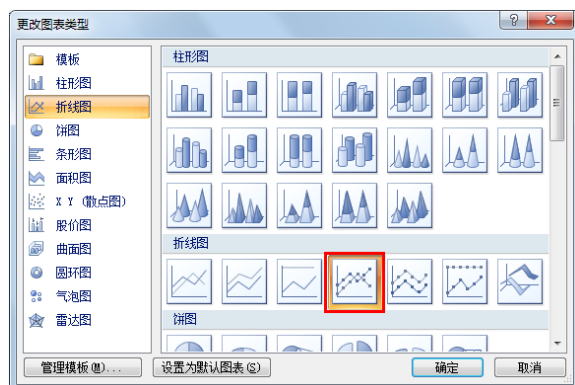 更改图表类型
模板
柱形图
折线图
饼图
条形图
面积图
X Y (散点图)
股价图
曲面图
圆环图
气泡图
雷达图
柱形图
折线图
饼图
管理模板(M)...
设置为默认图表(S)
确定
取消